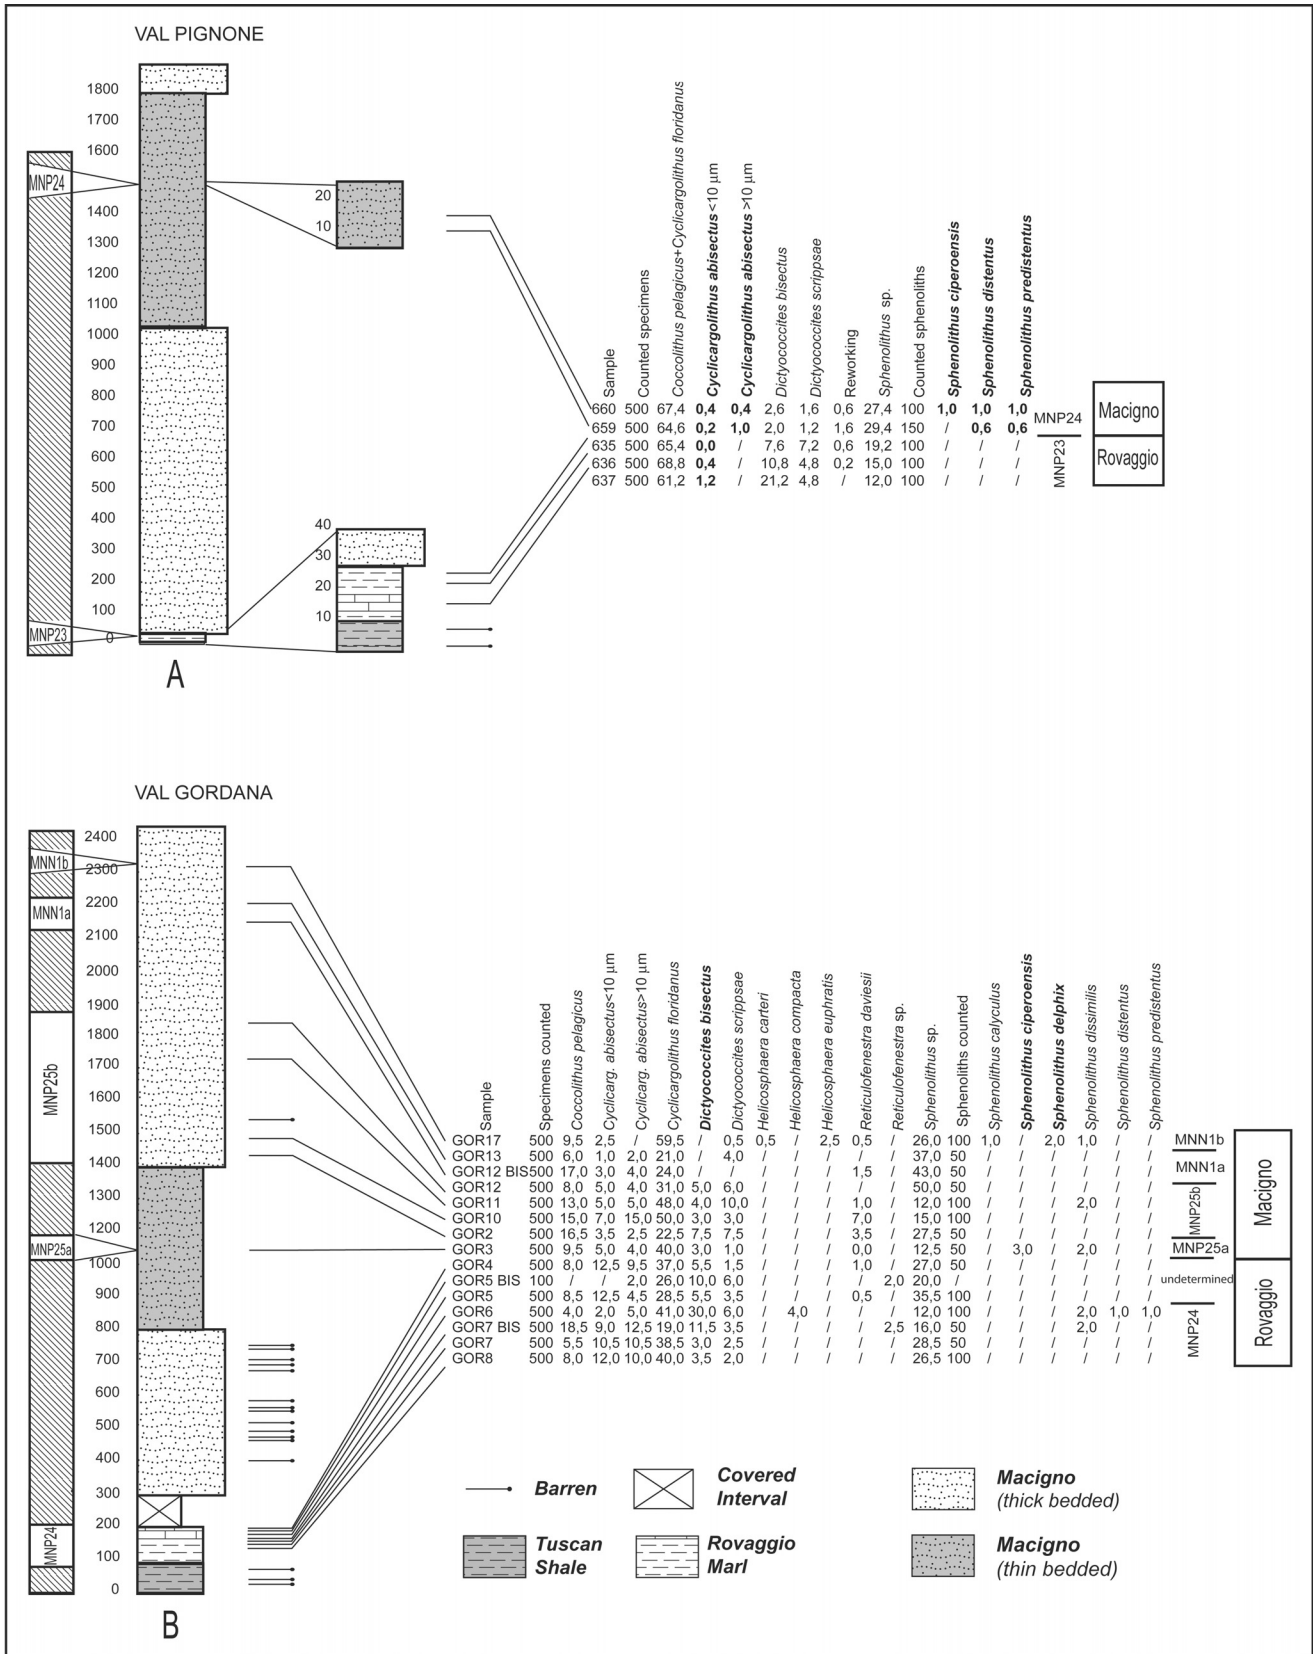 VAL PIGNONE
1800
1700
1600
1400
1300
1200
1100
1000
900
800
700
600
500
400
300
200
100
0
MNP24
MNP23
20
10
40
30
20
10
A
Sample
Counted specimens
Coccolithus pelagicus+Cyclicargolithus floridanus
Cyclicargolithus abisectus <10 µm
Cyclicargolithus abisectus >10 µm
Dictyococcites bisectus
Dictyococcites scrippsae
Reworking
Sphenolithus sp.
Counted sphenoliths
Sphenolithus ciperoensis
Sphenolithus distentus
Sphenolithus predistentus
660 500 67,4 0,4 0,4 2,6 1,6 0,6 27,4 100 1,0 1,0 1,0
659 500 64,6 0,2 1,0 2,0 1,2 1,6 29,4 150 / 0,6 0,6
635 500 65,4 0,0 / 7,6 7,2 0,6 19,2 100 / / /
636 500 68,8 0,4 / 10,8 4,8 0,2 15,0 100 / / /
637 500 61,2 1,2 / 21,2 4,8 / 12,0 100 / / /
MNP24
MNP23
Macigno
Rovaggio
VAL GORDANA
2400
2300
2200
2100
2000
1900
1800
1700
1600
1500
1400
1300
1200
1000
900
800
700
600
500
400
300
200
100
0
MNN1b
MNN1a
MNP25b
MNP25a
MNP24
B
Sample
Specimens counted
Coccolithus pelagicus
Cyclicarg. abisectus<10 µm
Cyclicarg. abisectus>10 µm
Cyclicargolithus floridanus
Dictyococcites bisectus
Dictyococcites scrippsae
Helicosphaera carteri
Helicosphaera compacta
Helicosphaera euphratis
Reticulofenestra daviesii
Reticulofenestra sp.
Sphenolithus sp.
Sphenoliths counted
Sphenolithus calyculus
Sphenolithus ciperoensis
Sphenolithus delphix
Sphenolithus dissimilis
Sphenolithus distentus
Sphenolithus predistentus
GOR17 500 9,5 2,5 / 59,5 / 0,5 0,5 / 2,5 0,5 / 26,0 100 1,0 / 2,0 1,0 / /
GOR13 500 6,0 1,0 2,0 21,0 / 4,0 / / / / / 37,0 50 / / / / / /
GOR12 BIS 500 17,0 3,0 4,0 24,0 / / / / / 1,5 / 43,0 50 / / / / / /
GOR12 500 8,0 5,0 4,0 31,0 5,0 6,0 / / / / / 50,0 50 / / / / / /
GOR11 500 13,0 5,0 5,0 48,0 4,0 10,0 / / / 1,0 / 12,0 100 / / / 2,0 / /
GOR10 500 15,0 7,0 15,0 50,0 3,0 3,0 / / / 7,0 / 15,0 100 / / / / / /
GOR2 500 16,5 3,5 2,5 22,5 7,5 7,5 / / / 3,5 / 27,5 50 / / / / / /
GOR3 500 9,5 5,0 4,0 40,0 3,0 1,0 / / / 0,0 / 12,5 50 / 3,0 / 2,0 / /
GOR4 500 8,0 12,5 9,5 37,0 5,5 1,5 / / / 1,0 / 27,0 50 / / / / / /
GOR5 BIS 100 / / 2,0 26,0 10,0 6,0 / / / / 2,0 20,0 / / / / / / /
GOR5 500 8,5 12,5 4,5 28,5 5,5 3,5 / / / 0,5 / 35,5 100 / / / / / /
GOR6 500 4,0 2,0 5,0 41,0 30,0 6,0 / 4,0 / / / 12,0 100 / / / 2,0 1,0 1,0
GOR7 BIS 500 18,5 9,0 12,5 19,0 11,5 3,5 / / / / 2,5 16,0 50 / / / 2,0 / /
GOR7 500 5,5 10,5 10,5 38,5 3,0 2,5 / / / / / 28,5 50 / / / / / /
GOR8 500 8,0 12,0 10,0 40,0 3,5 2,0 / / / / / 26,5 100 / / / / / /
MNN1b
MNN1a
MNP25b
MNP25a
undetermined
MNP24
Macigno
Rovaggio
Barren
Covered
Interval
Macigno
(thick bedded)
Tuscan
Shale
Rovaggio
Marl
Macigno
(thin bedded)